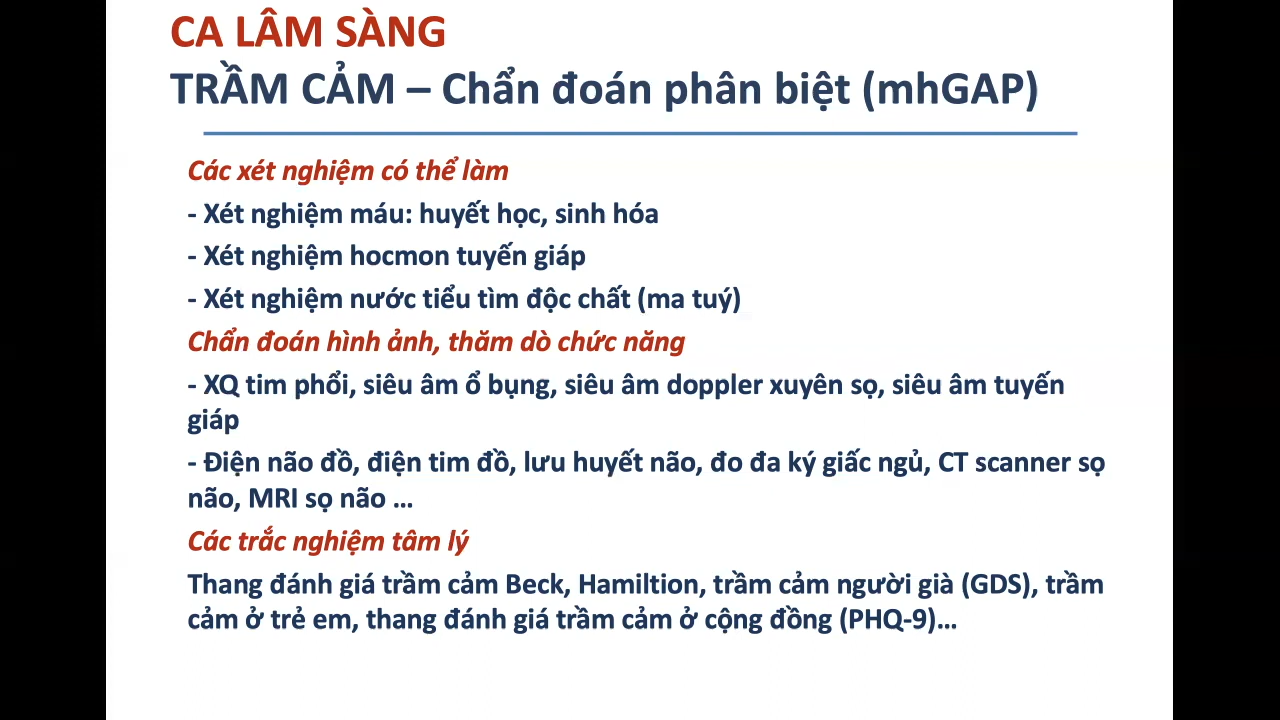 CA LÂM SÀNG
TRẦM CẢM – Chẩn đoán phân biệt (mhGAP)
Các xét nghiệm có thể làm
- Xét nghiệm máu: huyết học, sinh hóa
- Xét nghiệm hocmon tuyến giáp
- Xét nghiệm nước tiểu tìm độc chất (ma tuý)
Chẩn đoán hình ảnh, thăm dò chức năng
- XQ tim phổi, siêu âm ổ bụng, siêu âm doppler xuyên sọ, siêu âm tuyến
giáp
- Điện não đồ, điện tim đồ, lưu huyết não, đo đa ký giấc ngủ, CT scanner sọ
não, MRI sọ não ...
Các trắc nghiệm tâm lý
Thang đánh giá trầm cảm Beck, Hamiltion, trầm cảm người già (GDS), trầm
cảm ở trẻ em, thang đánh giá trầm cảm ở cộng đồng (PHQ-9)...